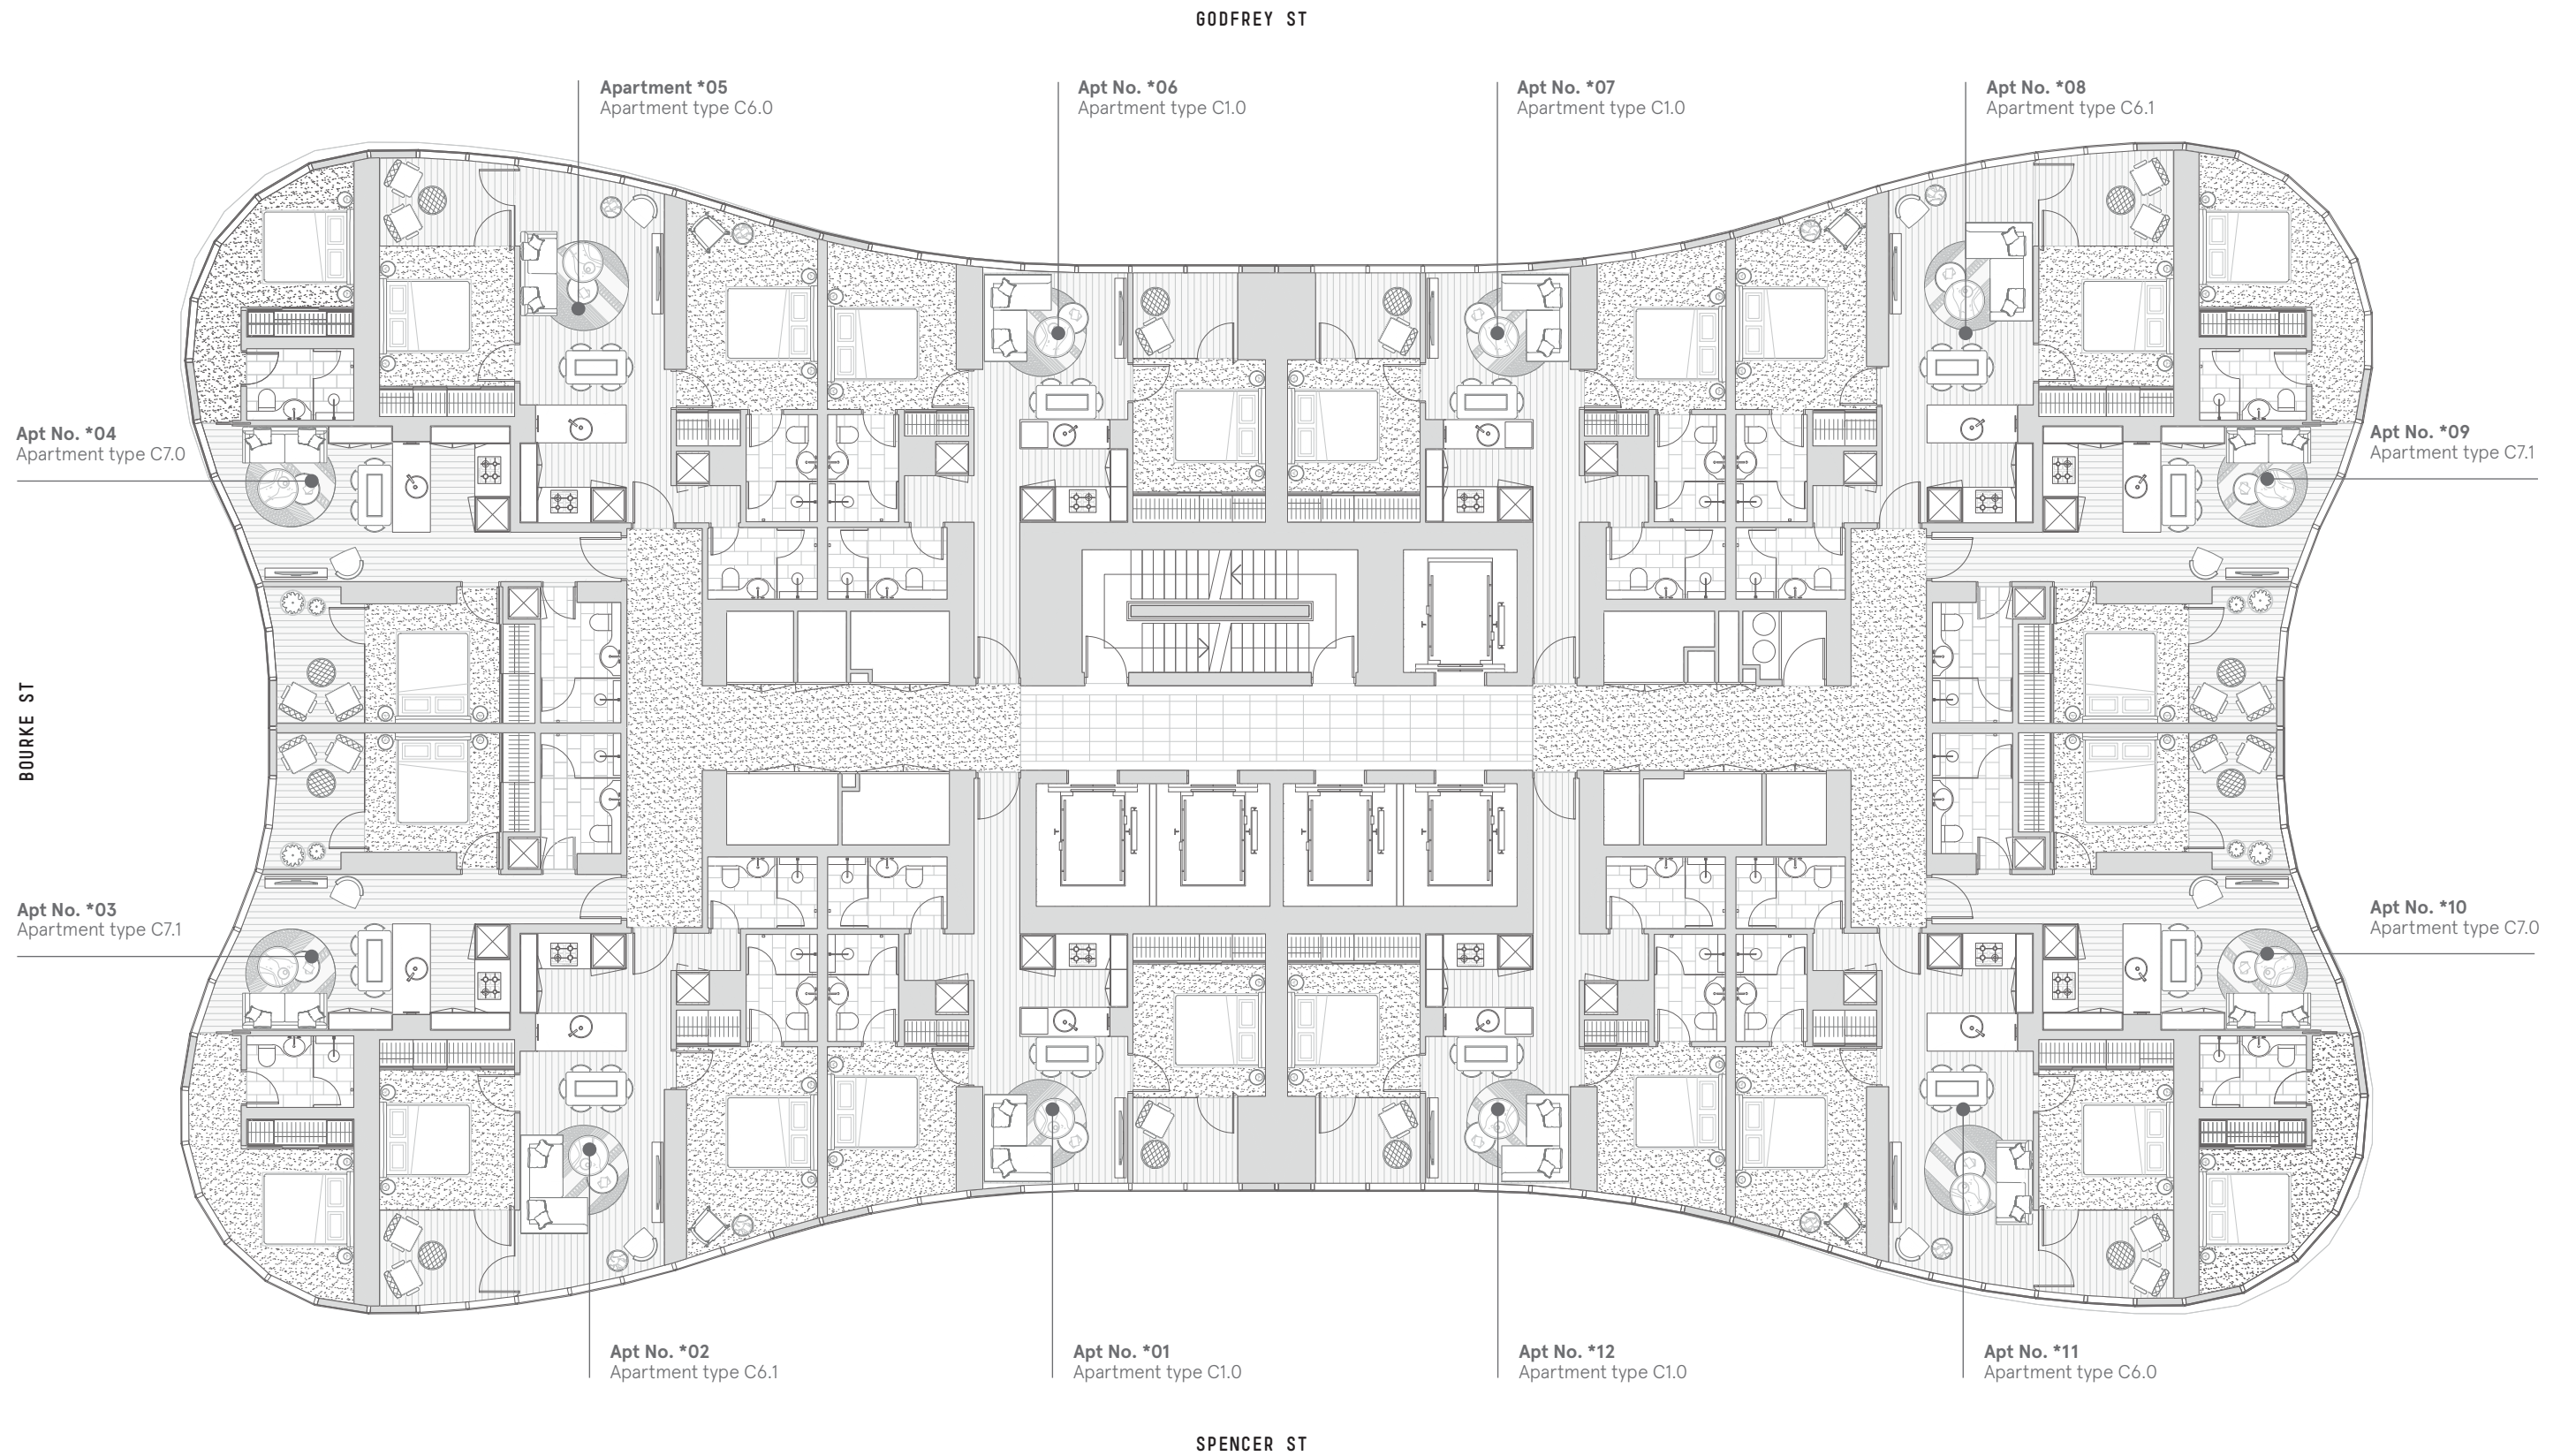 GODFREY ST
Apartment *05
Apartment type C6.0
Apt No. *06
Apartment type C1.0
Apt No. *07
Apartment type C1.0
Apt No. *08
Apartment type C6.1
Apt No. *04
Apartment type C7.0
Apt No. *09
Apartment type C7.1
BOURKE ST
Apt No. *03
Apartment type C7.1
Apt No. *10
Apartment type C7.0
Apt No. *02
Apartment type C6.1
Apt No. *01
Apartment type C1.0
Apt No. *12
Apartment type C1.0
Apt No. *11
Apartment type C6.0
SPENCER ST